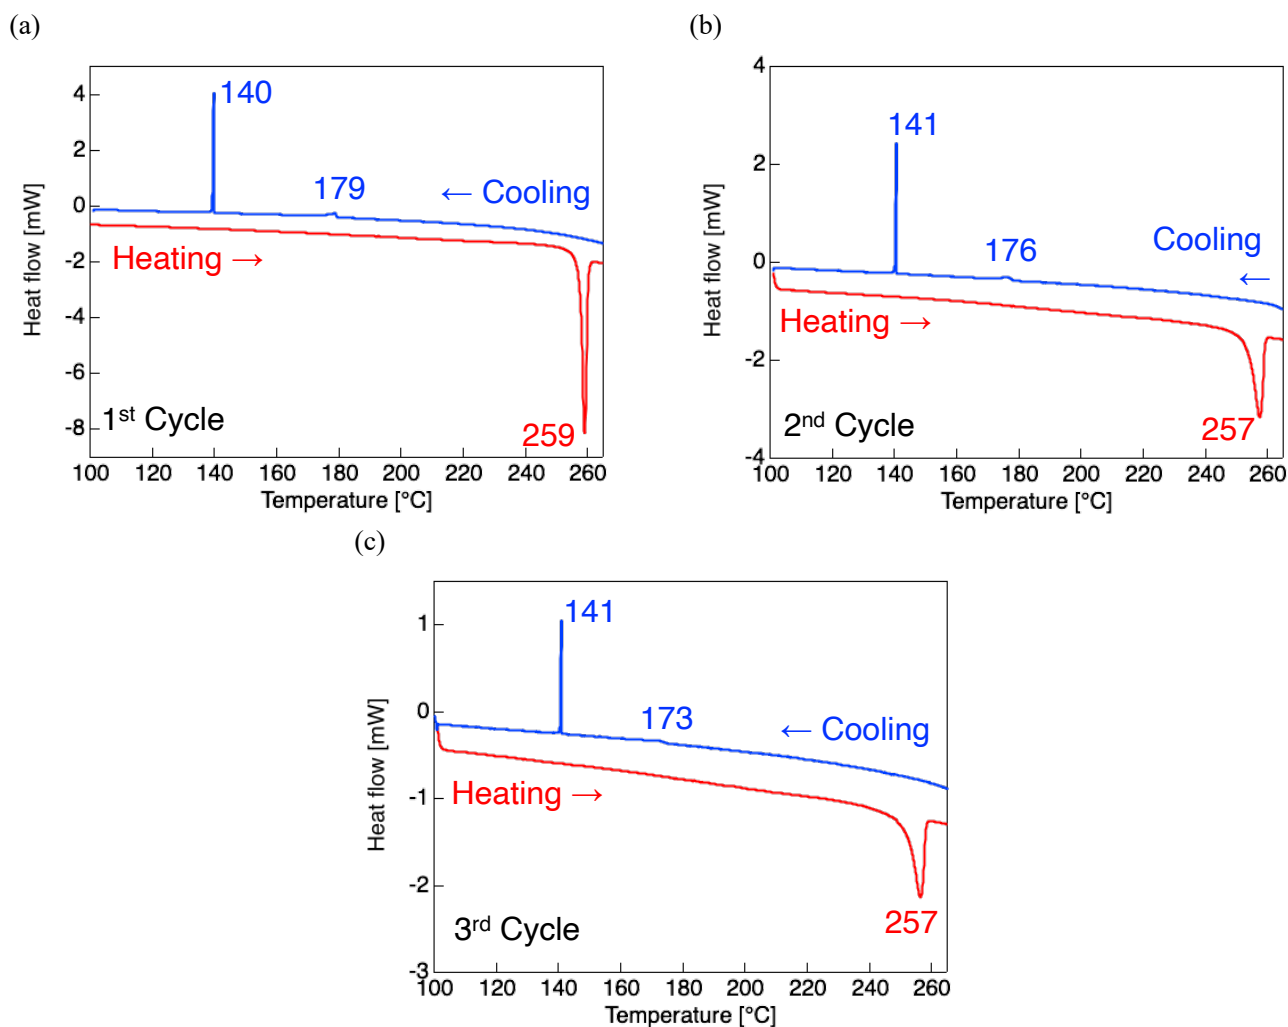 (a)
4
2
0
-2
-4
-6
-8
Heat flow [mW]
140
179
← Cooling
Heating →
1st Cycle
259
100 120 140 160 180 200 220 240 260
Temperature [°C]
(b)
4
2
0
-2
-4
Heat flow [mW]
141
176
Cooling
←
Heating →
2nd Cycle
257
100 120 140 160 180 200 220 240 260
Temperature [°C]
(c)
1
0
-1
-2
-3
Heat flow [mW]
141
173
← Cooling
Heating →
3rd Cycle
257
100 120 140 160 180 200 220 240 260
Temperature [°C]